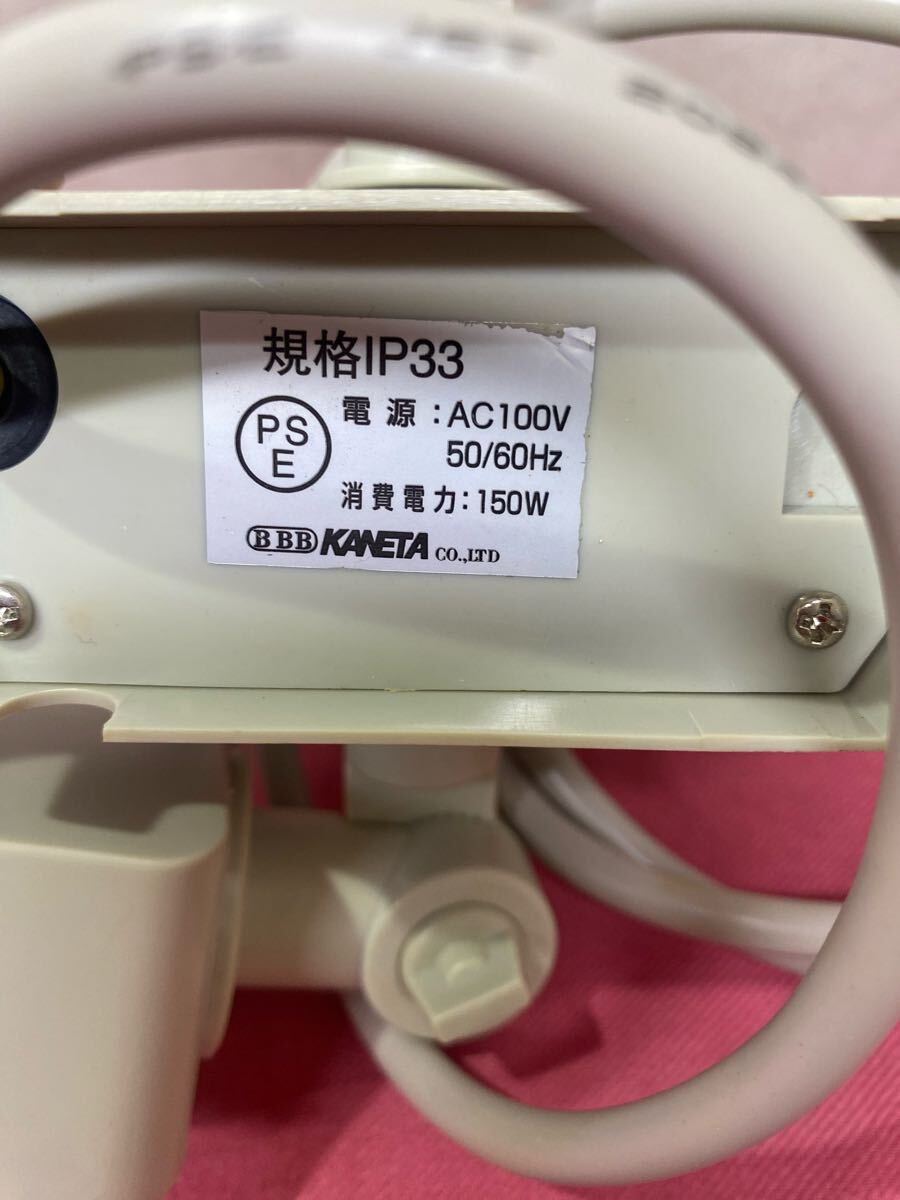 規格IP33
PS
E
電源:AC100V
50/60Hz
消費電力:150W
BBB KANETA CO.,LTD